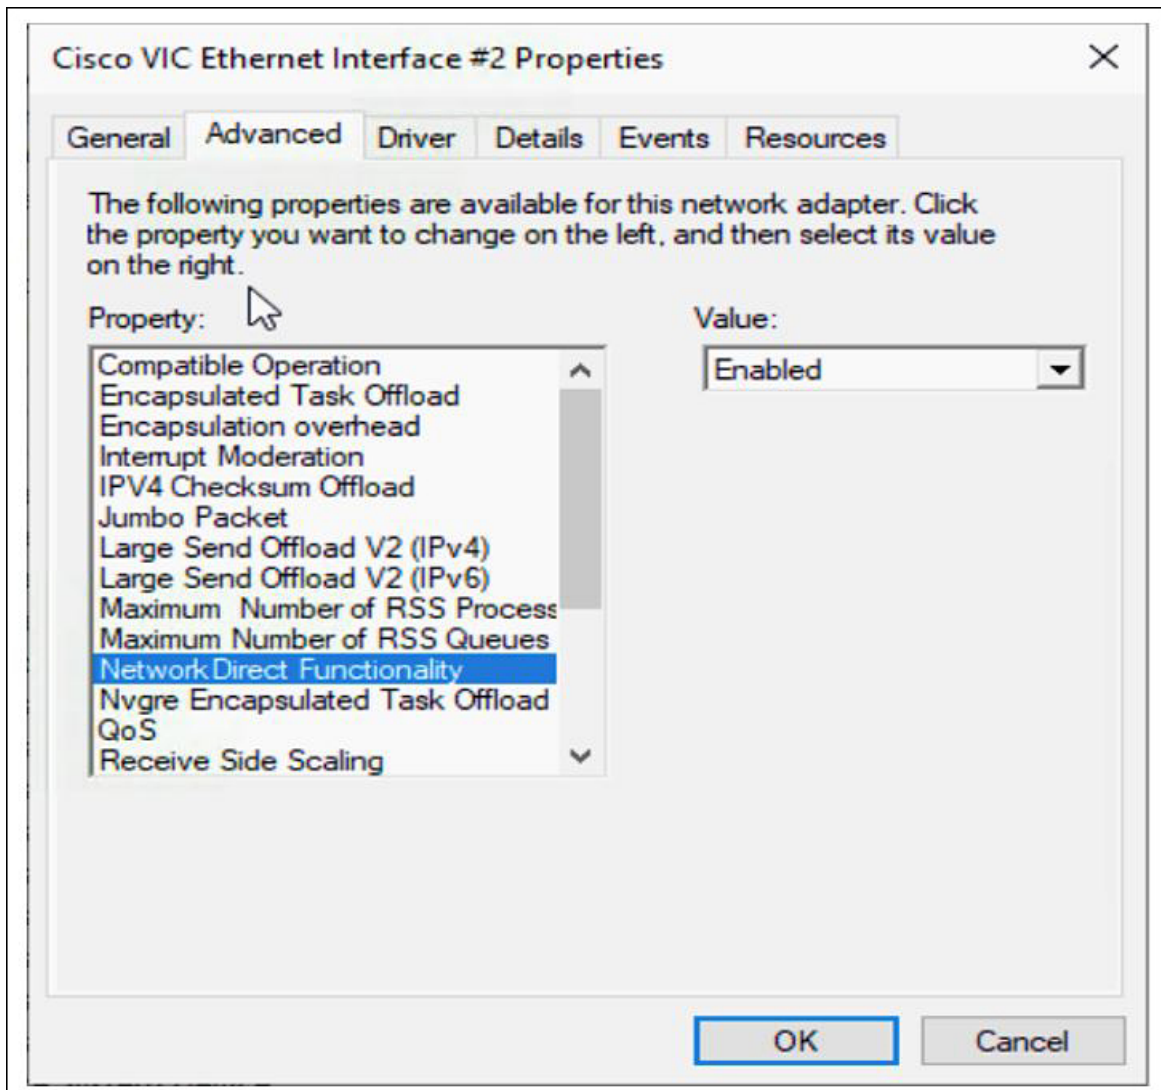 Cisco VIC Ethernet Interface #2 Properties
General Advanced Driver Details Events Resources
The following properties are available for this network adapter. Click
the property you want to change on the left, and then select its value
on the right.
Property:
Value:
Compatible Operation
Encapsulated Task Offload
Encapsulation overhead
Interrupt Moderation
IPV4 Checksum Offload
Jumbo Packet
Large Send Offload V2 (IPv4)
Large Send Offload V2 (IPv6)
Maximum Number of RSS Process
Maximum Number of RSS Queues
NetworkDirect Functionality
Nvgre Encapsulated Task Offload
QoS
Receive Side Scaling
Enabled
OK
Cancel